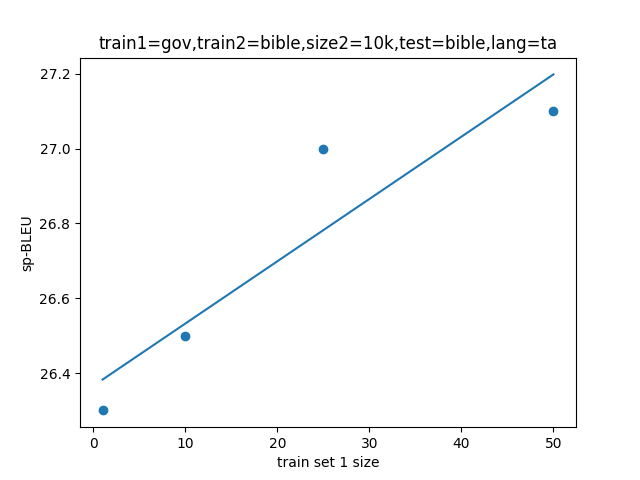 train1=gov,train2=bible,size2=10k,test=bible,lang=ta
27.2
27.0
26.8
26.6
26.4
sp-BLEU
0 10 20 30 40 50
train set 1 size